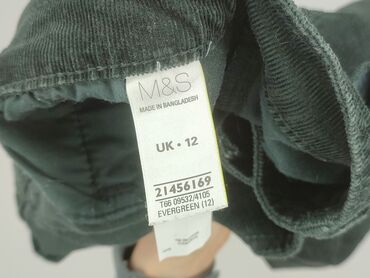 M&S
MADE IN BANGLADESH
UK • 12
21456169
T66 09532/4105
EVERGREEN (12)